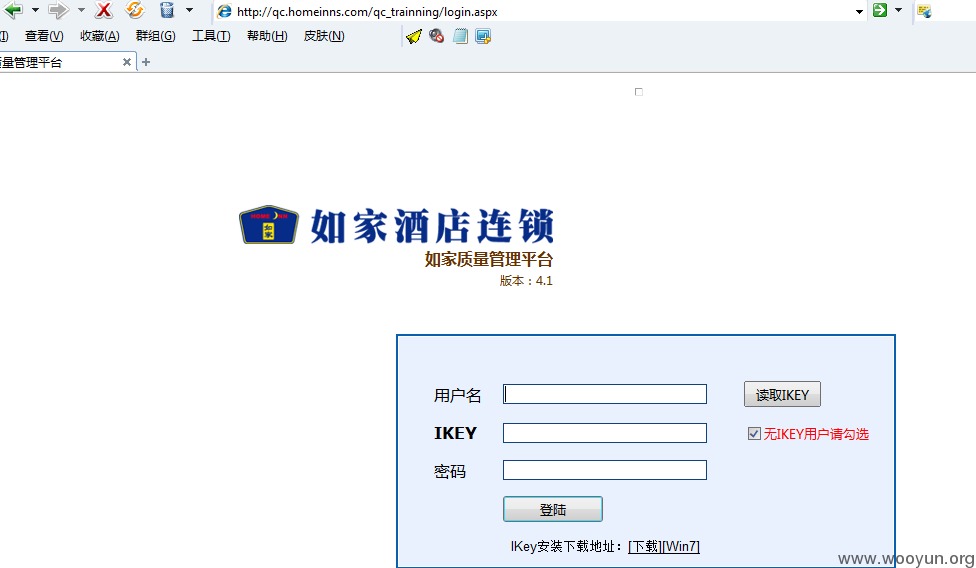 http://qc.homeinns.com/qc_trainning/login.aspx
查看(V) 收藏(A) 群组(G) 工具(T) 帮助(H) 皮肤(N)
量管理平台
HOME INN
如家
如家酒店连锁
如家质量管理平台
版本：4.1
用户名 读取IKEY
IKEY 无IKEY用户请勾选
密码
登陆
IKey安装下载地址：[下载][Win7]
www.wooyun.org